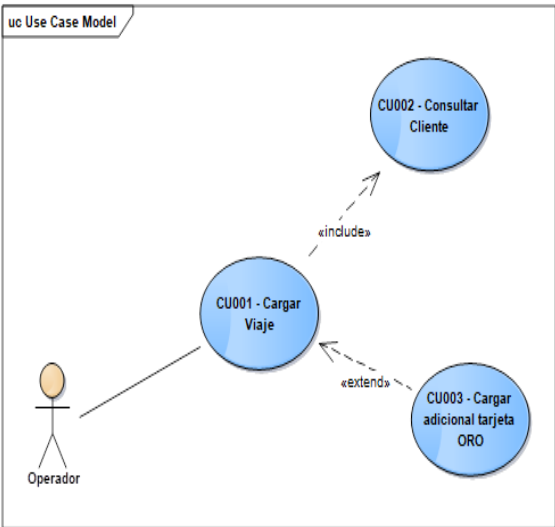 uc Use Case Model
CU002 - Consultar
Cliente
«include»
CU001 - Cargar
Viaje
«extend»
CU003 - Cargar
adicional tarjeta
ORO
Operador